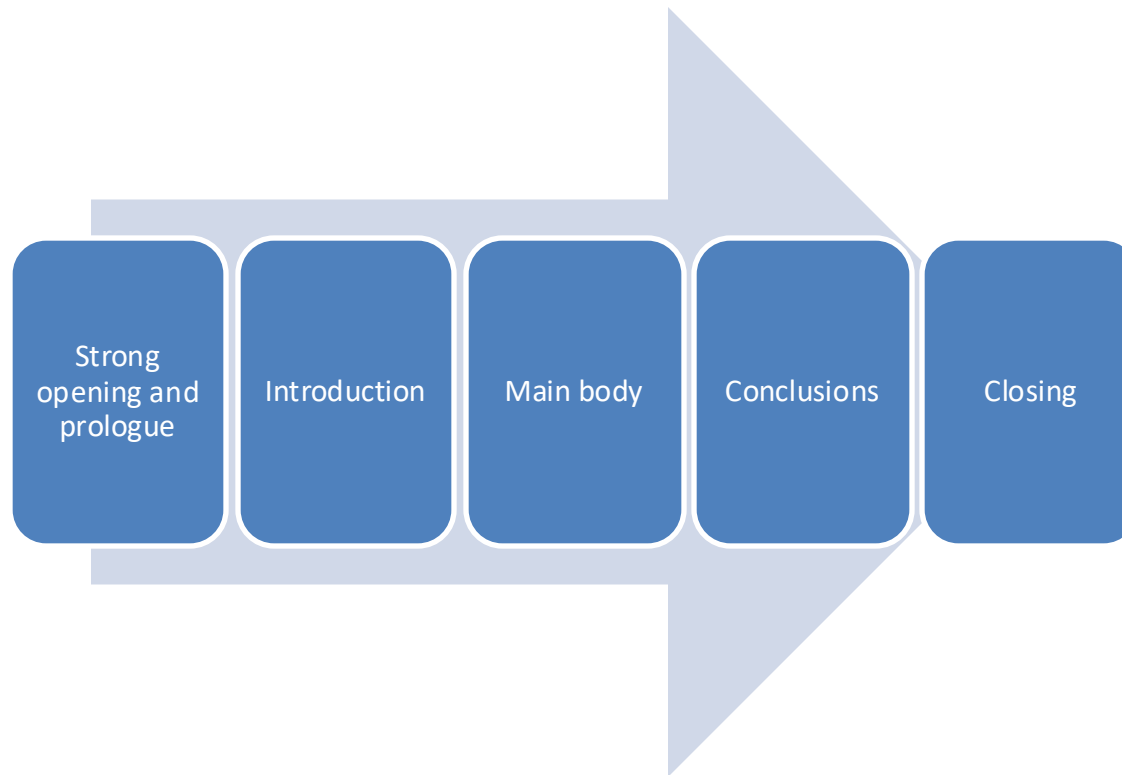 Strong
opening and
prologue
Introduction
Main body
Conclusions
Closing